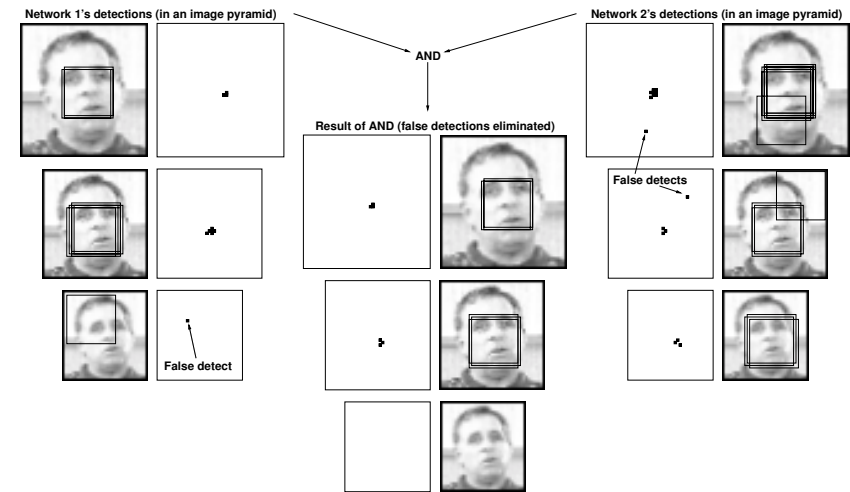 Network 1's detections (in an image pyramid)
Network 2's detections (in an image pyramid)
AND
Result of AND (false detections eliminated)
False detects
False detect